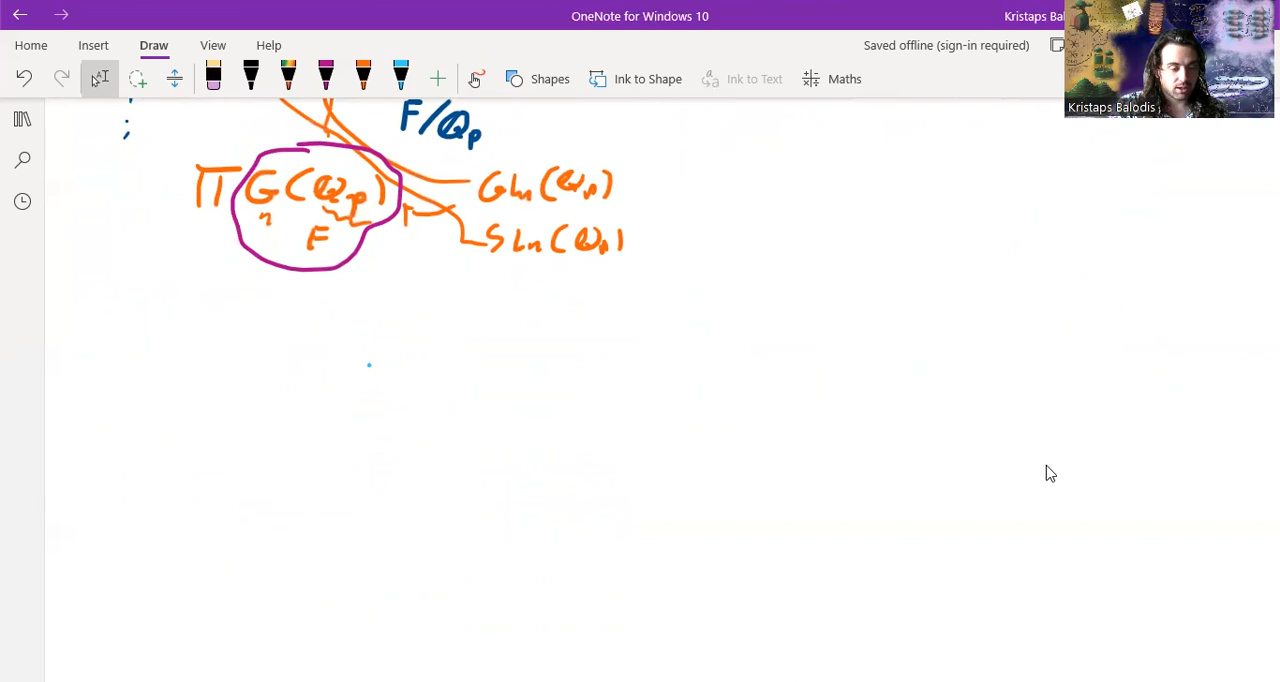 OneNote for Windows 10
Kristaps Bal
Home Insert Draw View Help
Saved offline (sign-in required)
Shapes
Ink to Shape
Ink to Text
Maths
Kristaps Balodis
F/ℚp
∏ G(ℚp)
n
F
GLn(ℚp)
SLn(ℚp)